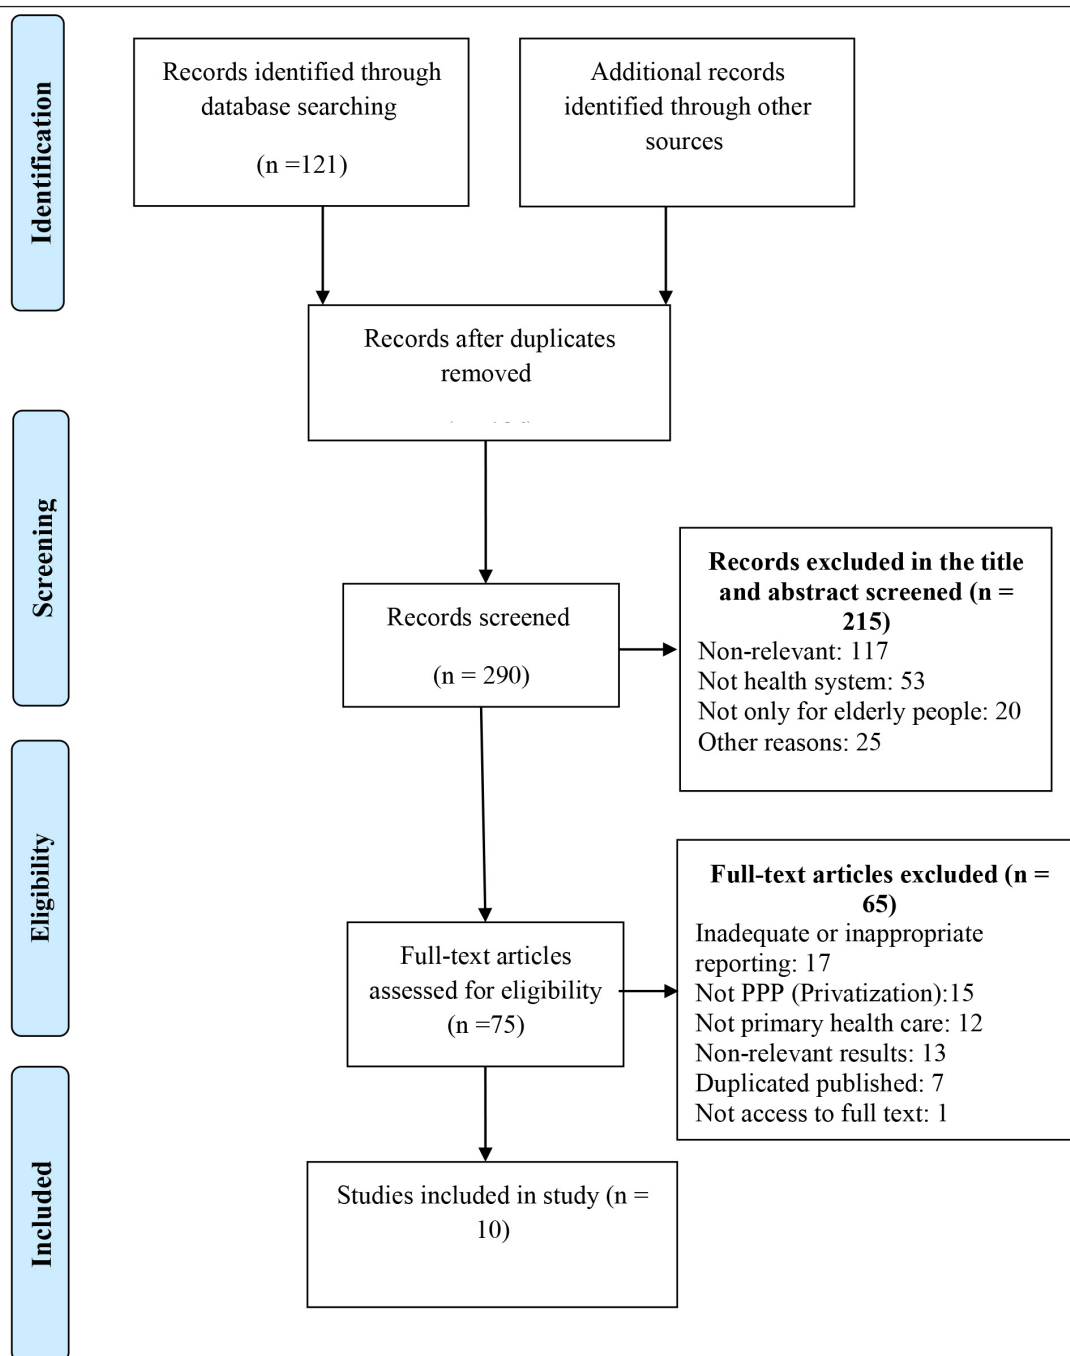 Identification
Records identified through
database searching
(n =121)
Additional records
identified through other
sources
Records after duplicates
removed
Screening
Records screened
(n = 290)
Records excluded in the title
and abstract screened (n =
215)
Non-relevant: 117
Not health system: 53
Not only for elderly people: 20
Other reasons: 25
Eligibility
Full-text articles
assessed for eligibility
(n =75)
Full-text articles excluded (n =
65)
Inadequate or inappropriate
reporting: 17
Not PPP (Privatization):15
Not primary health care: 12
Non-relevant results: 13
Duplicated published: 7
Not access to full text: 1
Included
Studies included in study (n =
10)